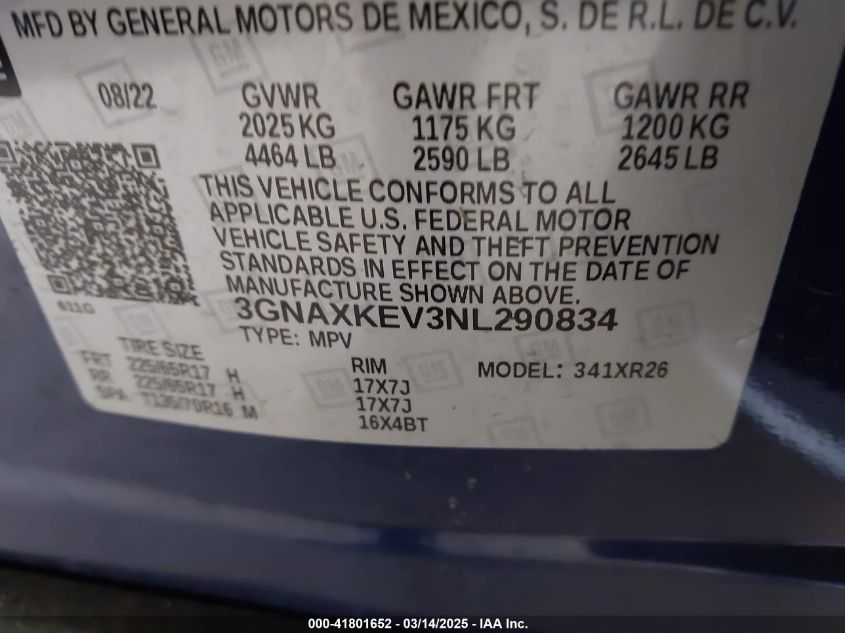 MFD BY GENERAL MOTORS DE MEXICO, S. DE R.L. DE C.V.
08/22 GVWR GAWR FRT GAWR RR
2025 KG 1175 KG 1200 KG
4464 LB 2590 LB 2645 LB
THIS VEHICLE CONFORMS TO ALL
APPLICABLE U.S. FEDERAL MOTOR
VEHICLE SAFETY AND THEFT PREVENTION
STANDARDS IN EFFECT ON THE DATE OF
MANUFACTURE SHOWN ABOVE.
611G 3GNAXKEV3NL290834
TYPE: MPV
TIRE SIZE RIM MODEL: 341XR26
FRT 225/65R17 H 17X7J
RR 225/65R17 H 17X7J
SPA T135/70R16 M 16X4BT
GM
000-41801652 - 03/14/2025 - IAA Inc.